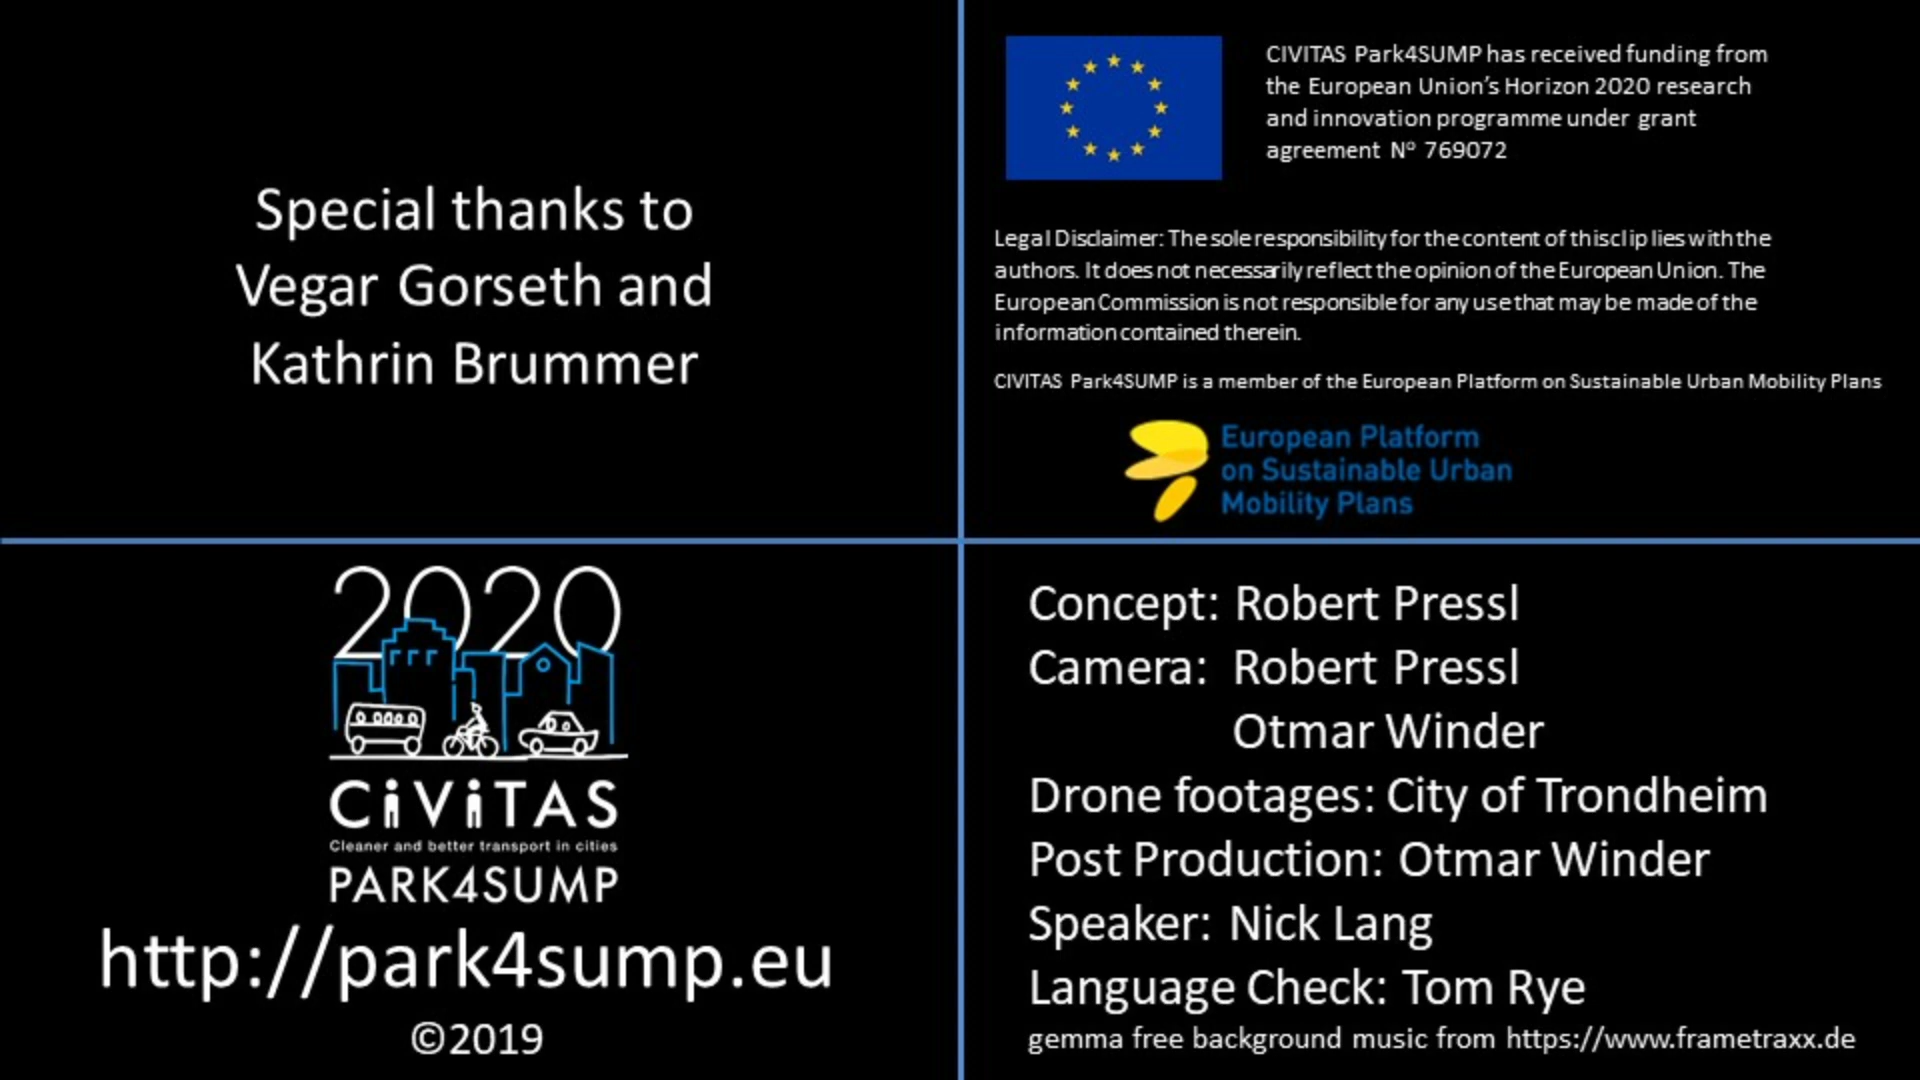 Special thanks to
Vegar Gorseth and
Kathrin Brummer
CIVITAS Park4SUMP has received funding from
the European Union's Horizon 2020 research
and innovation programme under grant
agreement Nº 769072
Legal Disclaimer: The sole responsibility for the content of this clip lies with the
authors. It does not necessarily reflect the opinion of the European Union. The
European Commission is not responsible for any use that may be made of the
information contained therein.
CIVITAS Park4SUMP is a member of the European Platform on Sustainable Urban Mobility Plans
European Platform
on Sustainable Urban
Mobility Plans
2020
CiViTAS
Cleaner and better transport in cities
PARK4SUMP
http://park4sump.eu
©2019
Concept: Robert Pressl
Camera: Robert Pressl
Otmar Winder
Drone footages: City of Trondheim
Post Production: Otmar Winder
Speaker: Nick Lang
Language Check: Tom Rye
gemma free background music from https://www.frametraxx.de